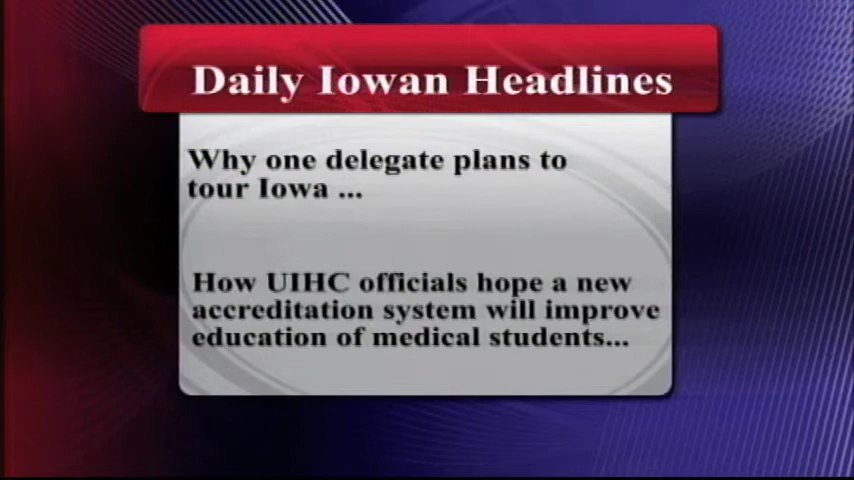 Daily Iowan Headlines
Why one delegate plans to
tour Iowa ...
How UIHC officials hope a new
accreditation system will improve
education of medical students...